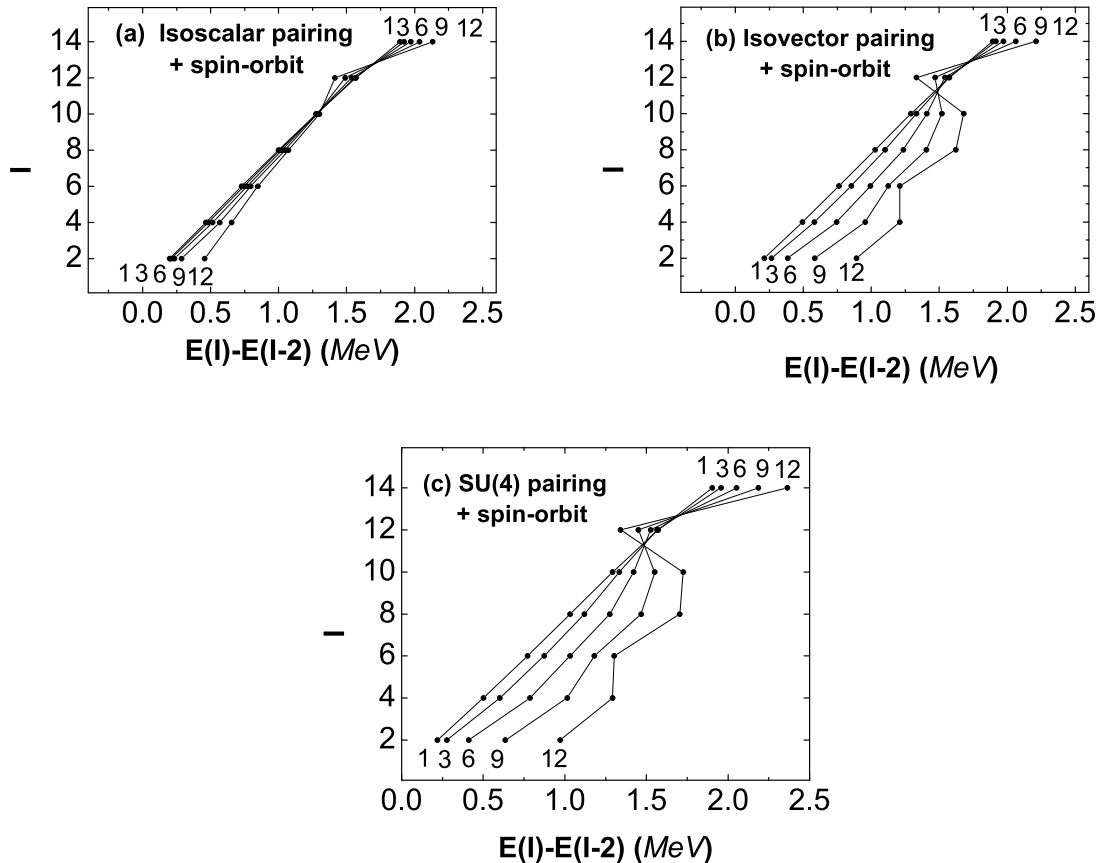 (a) Isoscalar pairing
+ spin-orbit
13 6 9 12
14
12
10
8
6
4
2
I
1 3 6 9 12
0.0 0.5 1.0 1.5 2.0 2.5
E(I)-E(I-2) (MeV)
(b) Isovector pairing
+ spin-orbit
13 6 9 12
14
12
10
8
6
4
2
I
1 3 6 9 12
0.0 0.5 1.0 1.5 2.0 2.5
E(I)-E(I-2) (MeV)
(c) SU(4) pairing
+ spin-orbit
1 3 6 9 12
14
12
10
8
6
4
2
I
1 3 6 9 12
0.0 0.5 1.0 1.5 2.0 2.5
E(I)-E(I-2) (MeV)